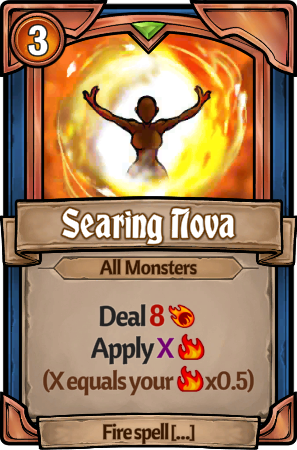 3
Searing Nova
All Monsters
Deal 8
Apply X
(X equals your x0.5)
Fire spell [...]